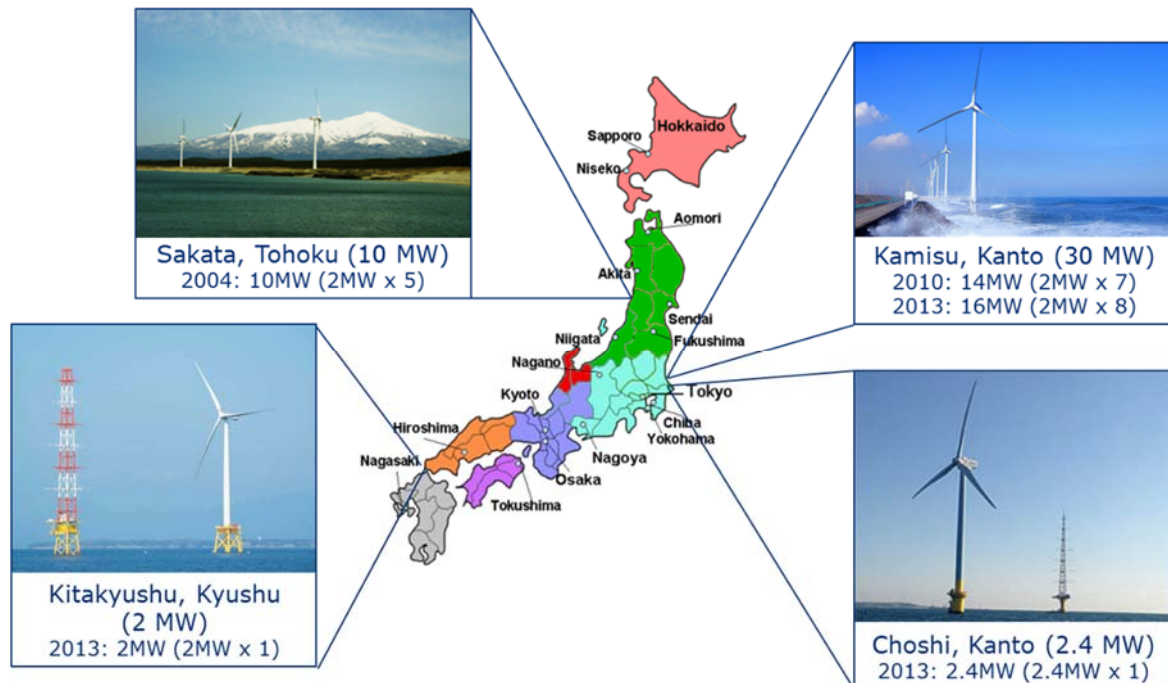 Sakata, Tohoku (10 MW)
2004: 10MW (2MW x 5)
Kamisu, Kanto (30 MW)
2010: 14MW (2MW x 7)
2013: 16MW (2MW x 8)
Hokkaido
Sapporo
Niseko
Aomori
Akita
Sendai
Niigata
Fukushima
Nagano
Kyoto
Tokyo
Hiroshima
Chiba
Yokohama
Nagasaki
Nagoya
Osaka
Tokushima
Kitakyushu, Kyushu
(2 MW)
2013: 2MW (2MW x 1)
Choshi, Kanto (2.4 MW)
2013: 2.4MW (2.4MW x 1)